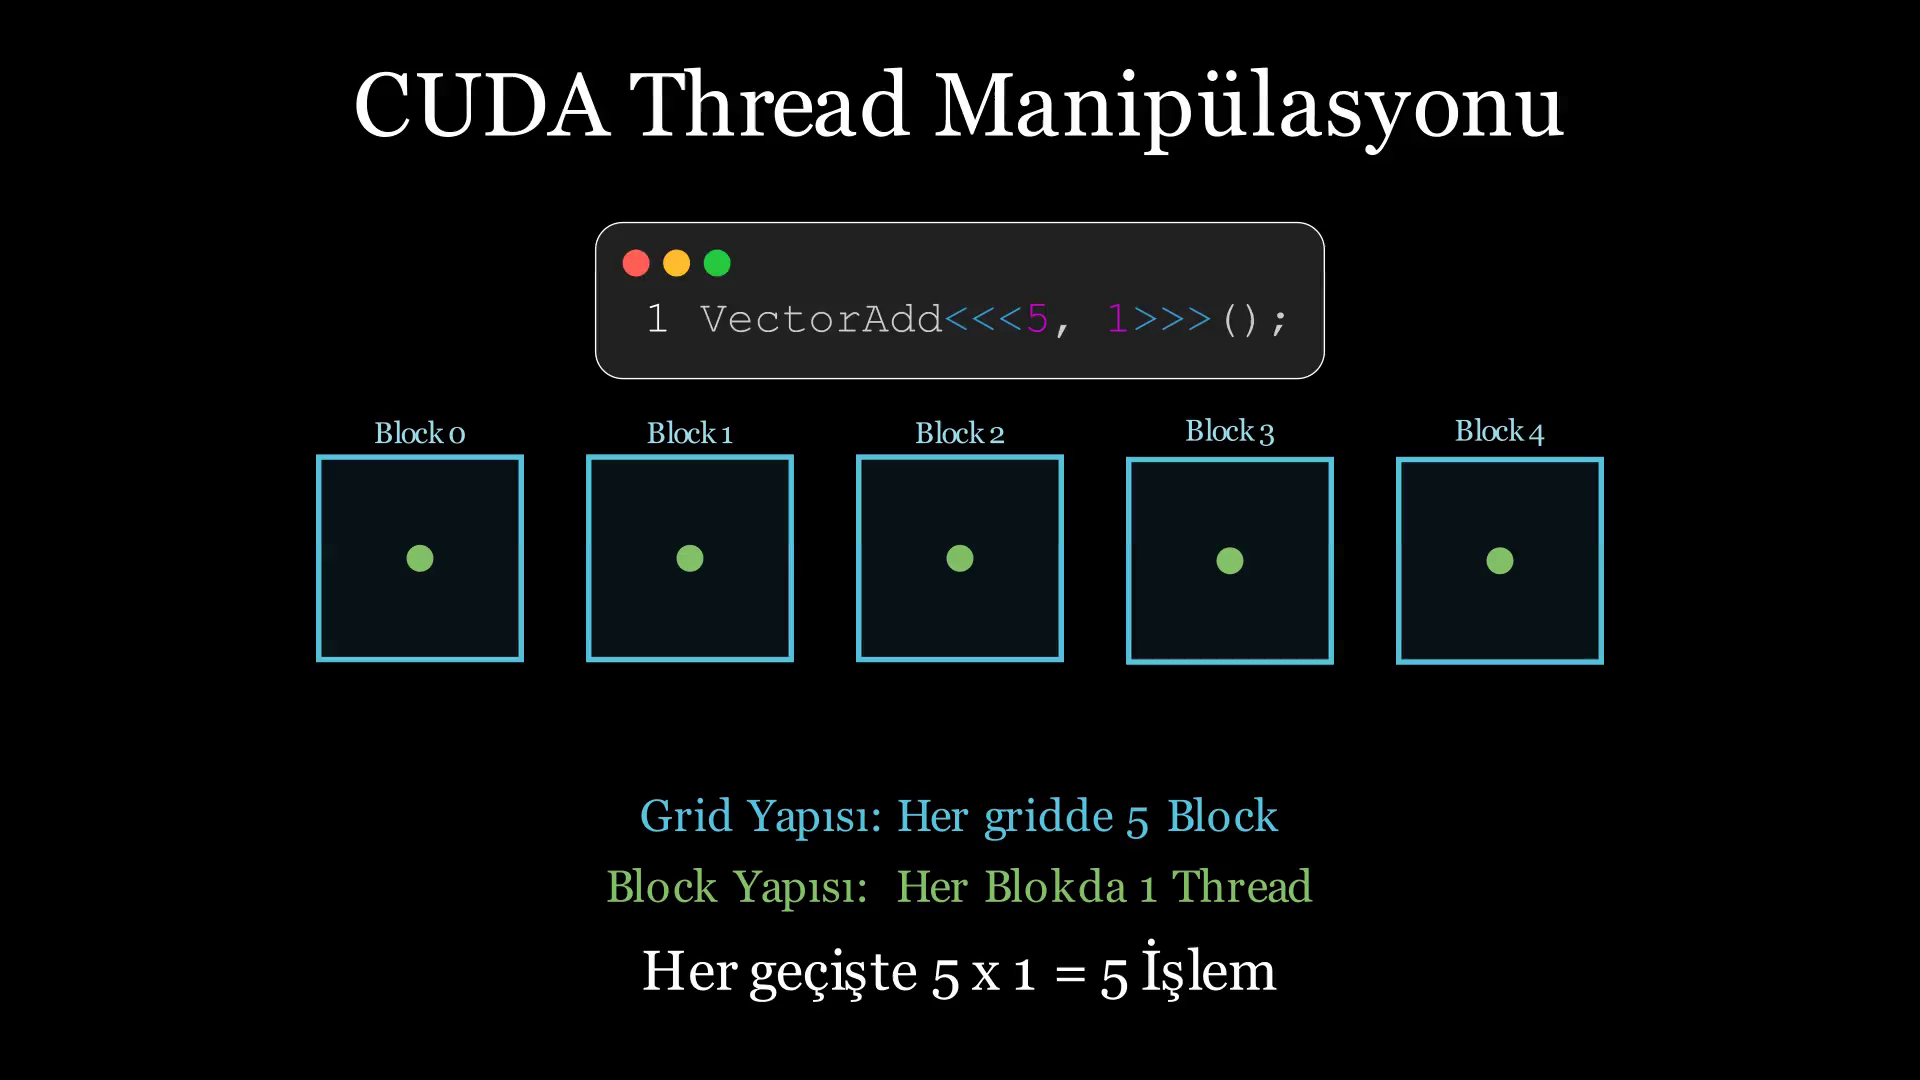 CUDA Thread Manipülasyonu
1 VectorAdd<<<5, 1>>>();
Block 0 Block 1 Block 2 Block 3 Block 4
Grid Yapısı: Her gridde 5 Block
Block Yapısı: Her Blokda 1 Thread
Her geçişte 5 x 1 = 5 İşlem